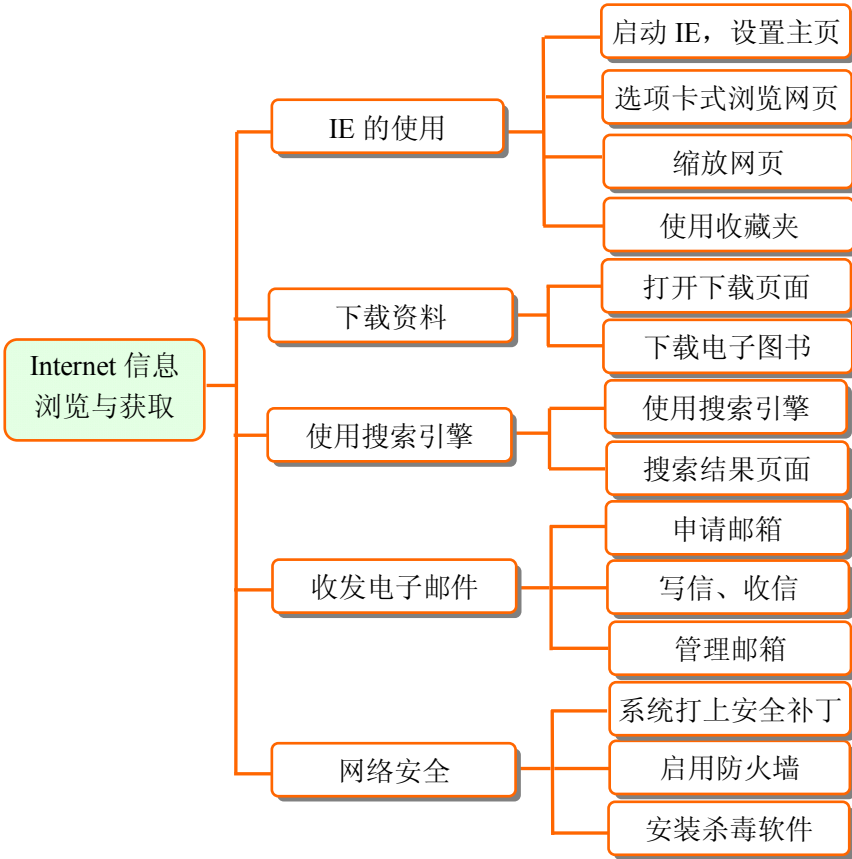 Internet 信息
浏览与获取
IE 的使用
启动 IE，设置主页
选项卡式浏览网页
缩放网页
使用收藏夹
下载资料
打开下载页面
下载电子图书
使用搜索引擎
使用搜索引擎
搜索结果页面
收发电子邮件
申请邮箱
写信、收信
管理邮箱
网络安全
系统打上安全补丁
启用防火墙
安装杀毒软件